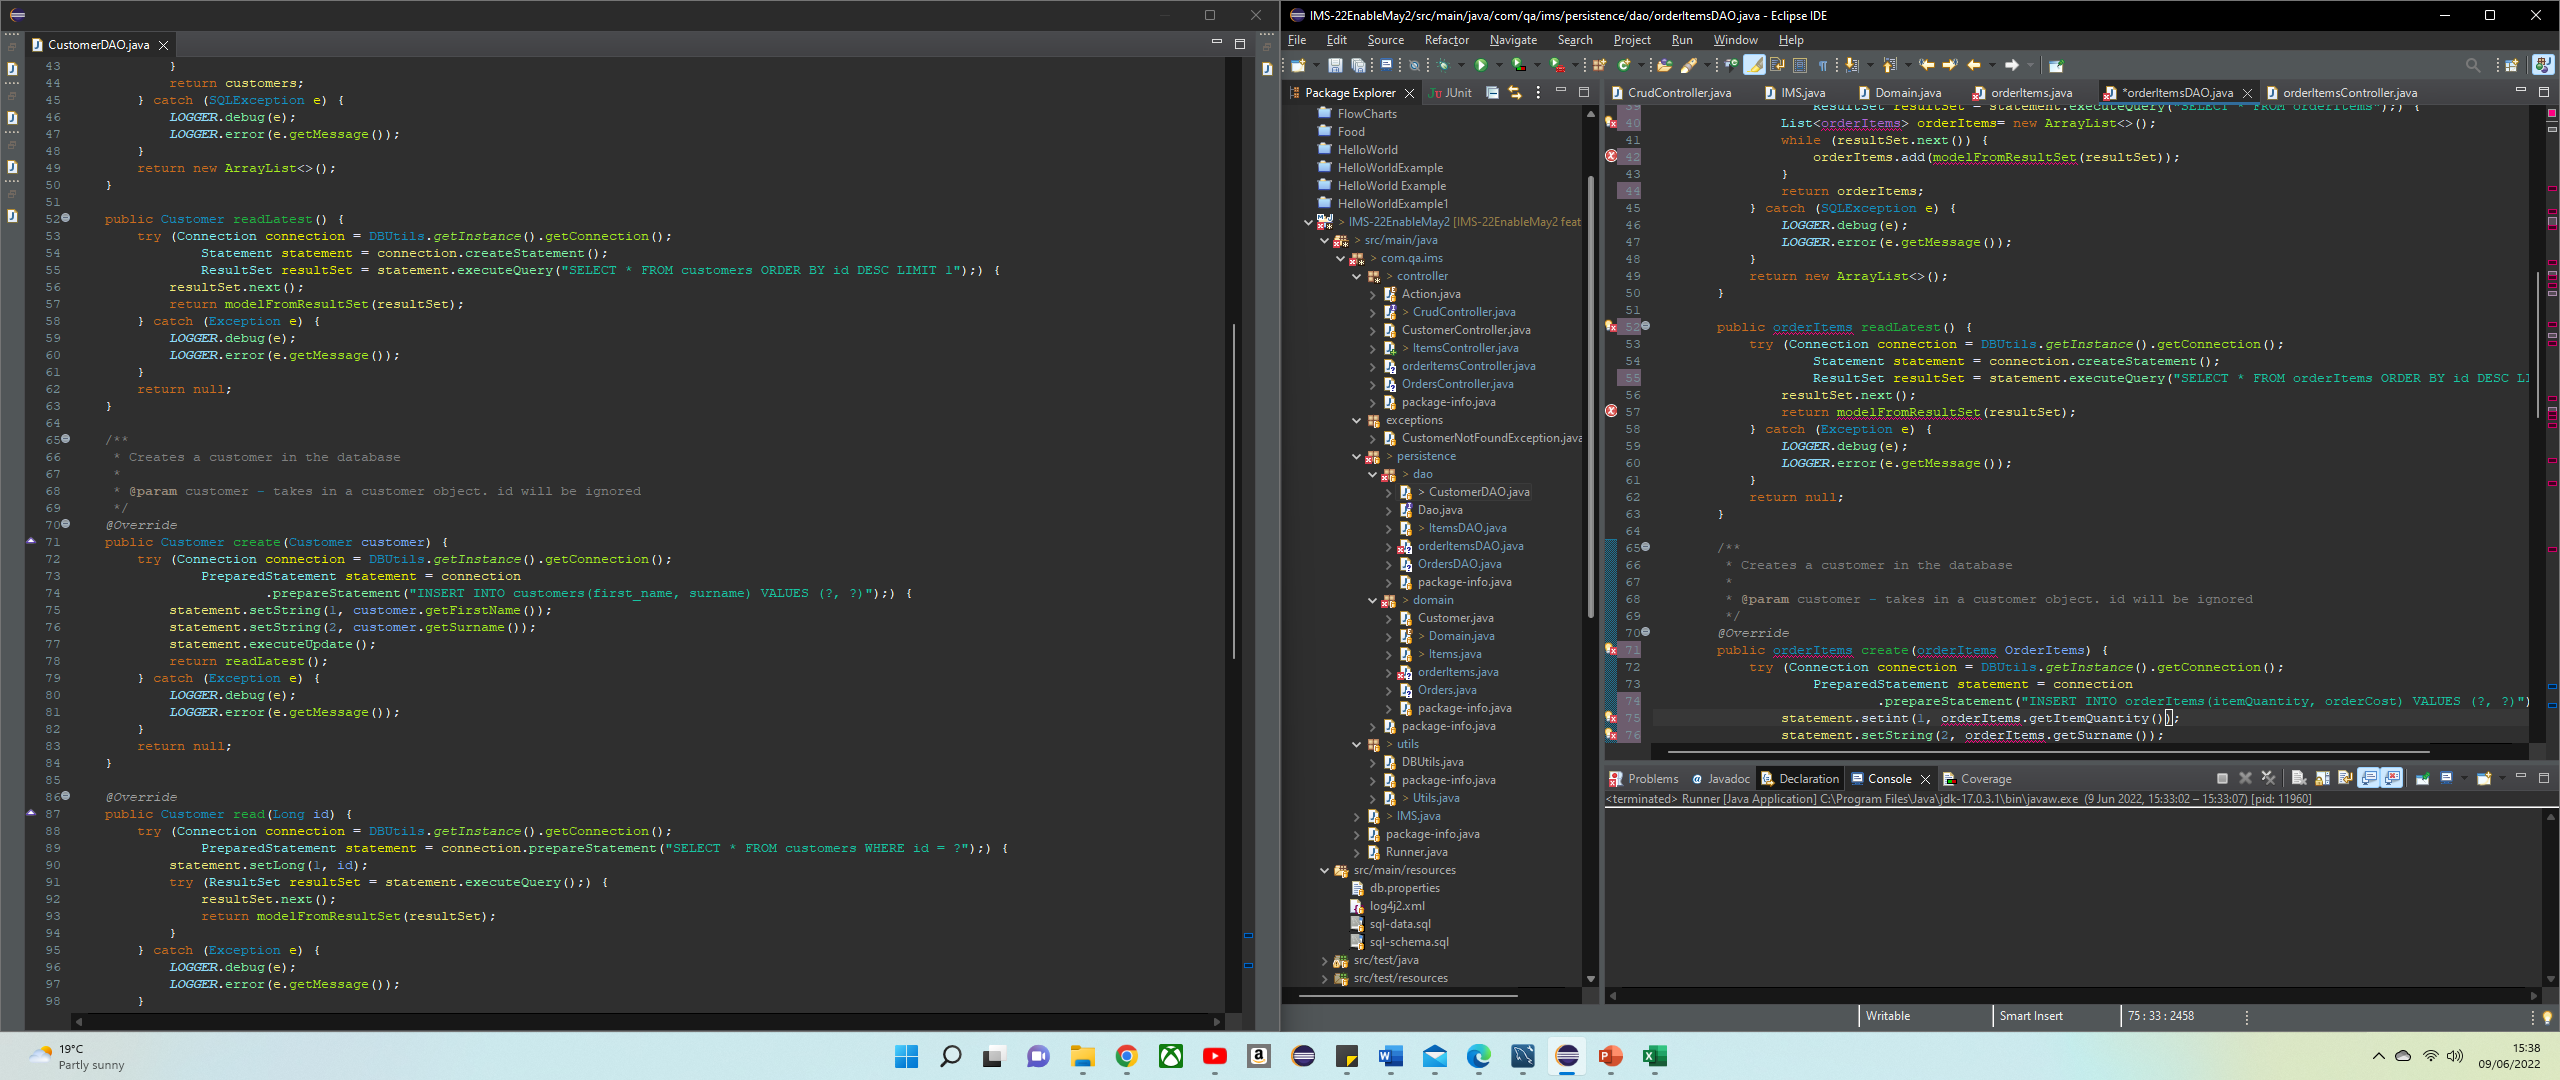 CustomerDAO.java
43 }
44 return customers;
45 } catch (SQLException e) {
46 LOGGER.debug(e);
47 LOGGER.error(e.getMessage());
48 }
49 return new ArrayList<>();
50 }
51
52 public Customer readLatest() {
53 try (Connection connection = DBUtils.getInstance().getConnection();
54 Statement statement = connection.createStatement();
55 ResultSet resultSet = statement.executeQuery("SELECT * FROM customers ORDER BY id DESC LIMIT 1");) {
56 resultSet.next();
57 return modelFromResultSet(resultSet);
58 } catch (Exception e) {
59 LOGGER.debug(e);
60 LOGGER.error(e.getMessage());
61 }
62 return null;
63 }
64
65 /**
66 * Creates a customer in the database
67 *
68 * @param customer - takes in a customer object. id will be ignored
69 */
70 @Override
71 public Customer create(Customer customer) {
72 try (Connection connection = DBUtils.getInstance().getConnection();
73 PreparedStatement statement = connection
74 .prepareStatement("INSERT INTO customers(first_name, surname) VALUES (?, ?)");) {
75 statement.setString(1, customer.getFirstName());
76 statement.setString(2, customer.getSurname());
77 statement.executeUpdate();
78 return readLatest();
79 } catch (Exception e) {
80 LOGGER.debug(e);
81 LOGGER.error(e.getMessage());
82 }
83 return null;
84 }
85
86 @Override
87 public Customer read(Long id) {
88 try (Connection connection = DBUtils.getInstance().getConnection();
89 PreparedStatement statement = connection.prepareStatement("SELECT * FROM customers WHERE id = ?");) {
90 statement.setLong(1, id);
91 try (ResultSet resultSet = statement.executeQuery();) {
92 resultSet.next();
93 return modelFromResultSet(resultSet);
94 }
95 } catch (Exception e) {
96 LOGGER.debug(e);
97 LOGGER.error(e.getMessage());
98 }
IMS-22EnableMay2/src/main/java/com/qa/ims/persistence/dao/orderItemsDAO.java - Eclipse IDE
File Edit Source Refactor Navigate Search Project Run Window Help
Package Explorer JUnit
FlowCharts
Food
HelloWorld
HelloWorldExample
HelloWorld Example
HelloWorldExample1
> IMS-22EnableMay2 [IMS-22EnableMay2 feat
> src/main/java
> com.qa.ims
> controller
Action.java
> CrudController.java
CustomerController.java
> ItemsController.java
orderItemsController.java
OrdersController.java
package-info.java
exceptions
CustomerNotFoundException.java
> persistence
> dao
> CustomerDAO.java
Dao.java
> ItemsDAO.java
orderItemsDAO.java
OrdersDAO.java
package-info.java
> domain
Customer.java
> Domain.java
> Items.java
orderItems.java
Orders.java
package-info.java
package-info.java
> utils
DBUtils.java
package-info.java
> Utils.java
> IMS.java
package-info.java
Runner.java
src/main/resources
db.properties
log4j2.xml
sql-data.sql
sql-schema.sql
src/test/java
src/test/resources
CrudController.java IMS.java Domain.java orderItems.java *orderItemsDAO.java orderItemsController.java
39 ResultSet resultSet = statement.executeQuery("SELECT * FROM orderItems");) {
40 List<orderItems> orderItems= new ArrayList<>();
41 while (resultSet.next()) {
42 orderItems.add(modelFromResultSet(resultSet));
43 }
44 return orderItems;
45 } catch (SQLException e) {
46 LOGGER.debug(e);
47 LOGGER.error(e.getMessage());
48 }
49 return new ArrayList<>();
50 }
51
52 public orderItems readLatest() {
53 try (Connection connection = DBUtils.getInstance().getConnection();
54 Statement statement = connection.createStatement();
55 ResultSet resultSet = statement.executeQuery("SELECT * FROM orderItems ORDER BY id DESC LI
56 resultSet.next();
57 return modelFromResultSet(resultSet);
58 } catch (Exception e) {
59 LOGGER.debug(e);
60 LOGGER.error(e.getMessage());
61 }
62 return null;
63 }
64
65 /**
66 * Creates a customer in the database
67 *
68 * @param customer - takes in a customer object. id will be ignored
69 */
70 @Override
71 public orderItems create(orderItems OrderItems) {
72 try (Connection connection = DBUtils.getInstance().getConnection();
73 PreparedStatement statement = connection
74 .prepareStatement("INSERT INTO orderItems(itemQuantity, orderCost) VALUES (?, ?)")
75 statement.setint(1, orderItems.getItemQuantity());
76 statement.setString(2, orderItems.getSurname());
Problems Javadoc Declaration Console Coverage
<terminated> Runner [Java Application] C:\Program Files\Java\jdk-17.0.3.1\bin\javaw.exe (9 Jun 2022, 15:33:02 – 15:33:07) [pid: 11960]
Writable Smart Insert 75 : 33 : 2458
19°C
Partly sunny
15:38
09/06/2022